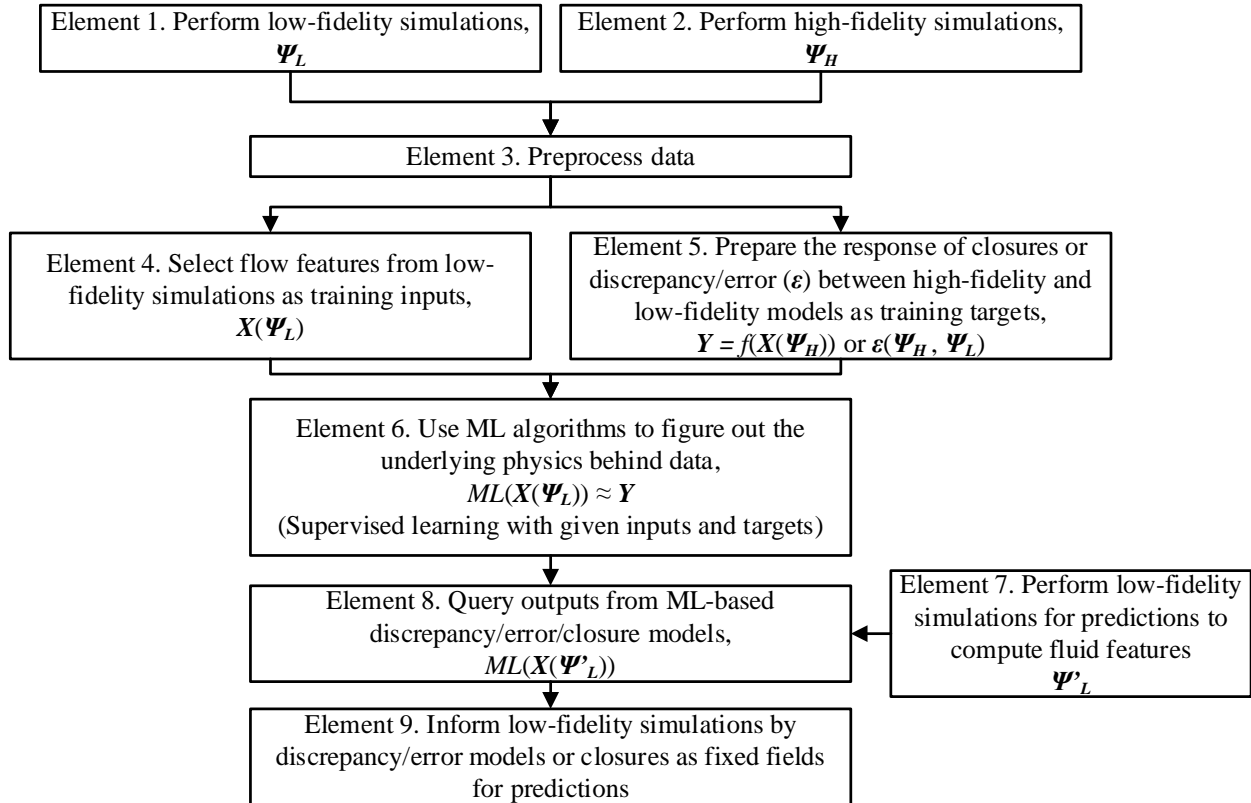 Element 1. Perform low-fidelity simulations,
Ψ_L
Element 2. Perform high-fidelity simulations,
Ψ_H
Element 3. Preprocess data
Element 4. Select flow features from low-
fidelity simulations as training inputs,
X(Ψ_L)
Element 5. Prepare the response of closures or
discrepancy/error (ε) between high-fidelity and
low-fidelity models as training targets,
Y = f(X(Ψ_H)) or ε(Ψ_H , Ψ_L)
Element 6. Use ML algorithms to figure out the
underlying physics behind data,
ML(X(Ψ_L)) ≈ Y
(Supervised learning with given inputs and targets)
Element 7. Perform low-fidelity
simulations for predictions to
compute fluid features
Ψ’_L
Element 8. Query outputs from ML-based
discrepancy/error/closure models,
ML(X(Ψ’_L))
Element 9. Inform low-fidelity simulations by
discrepancy/error models or closures as fixed fields
for predictions